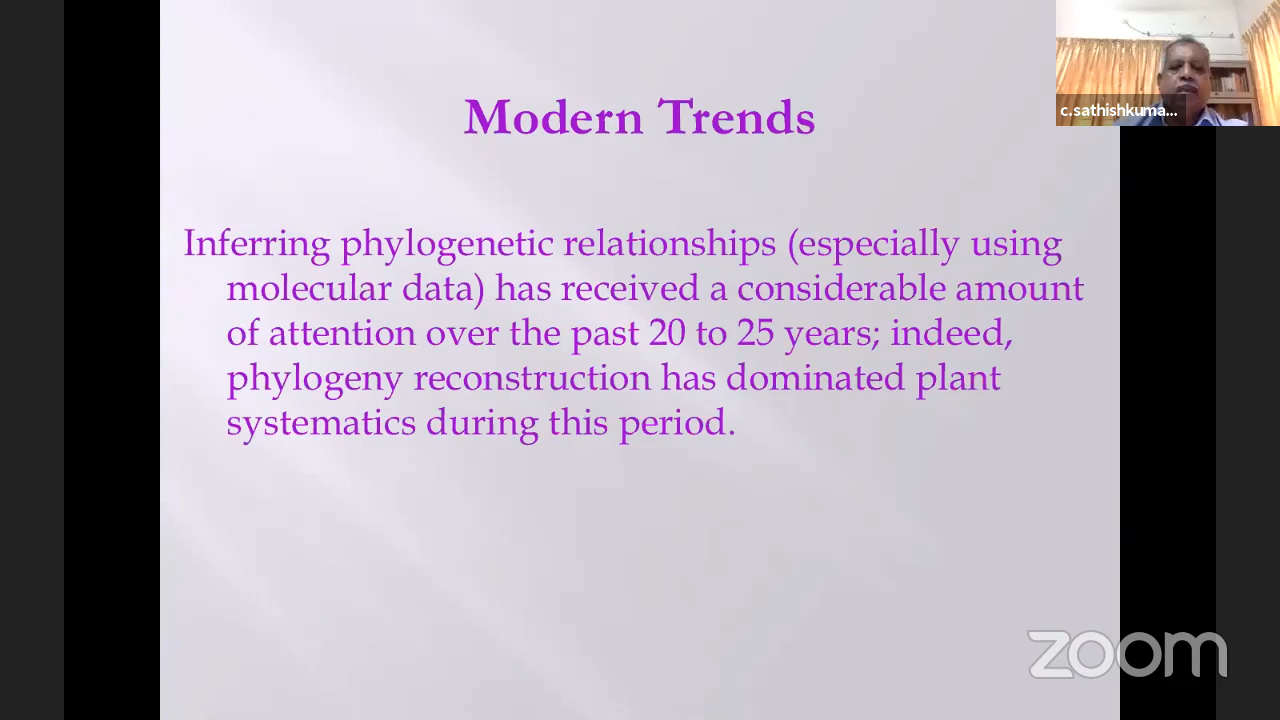 Modern Trends
c.sathishkuma...
Inferring phylogenetic relationships (especially using
molecular data) has received a considerable amount
of attention over the past 20 to 25 years; indeed,
phylogeny reconstruction has dominated plant
systematics during this period.
zoom